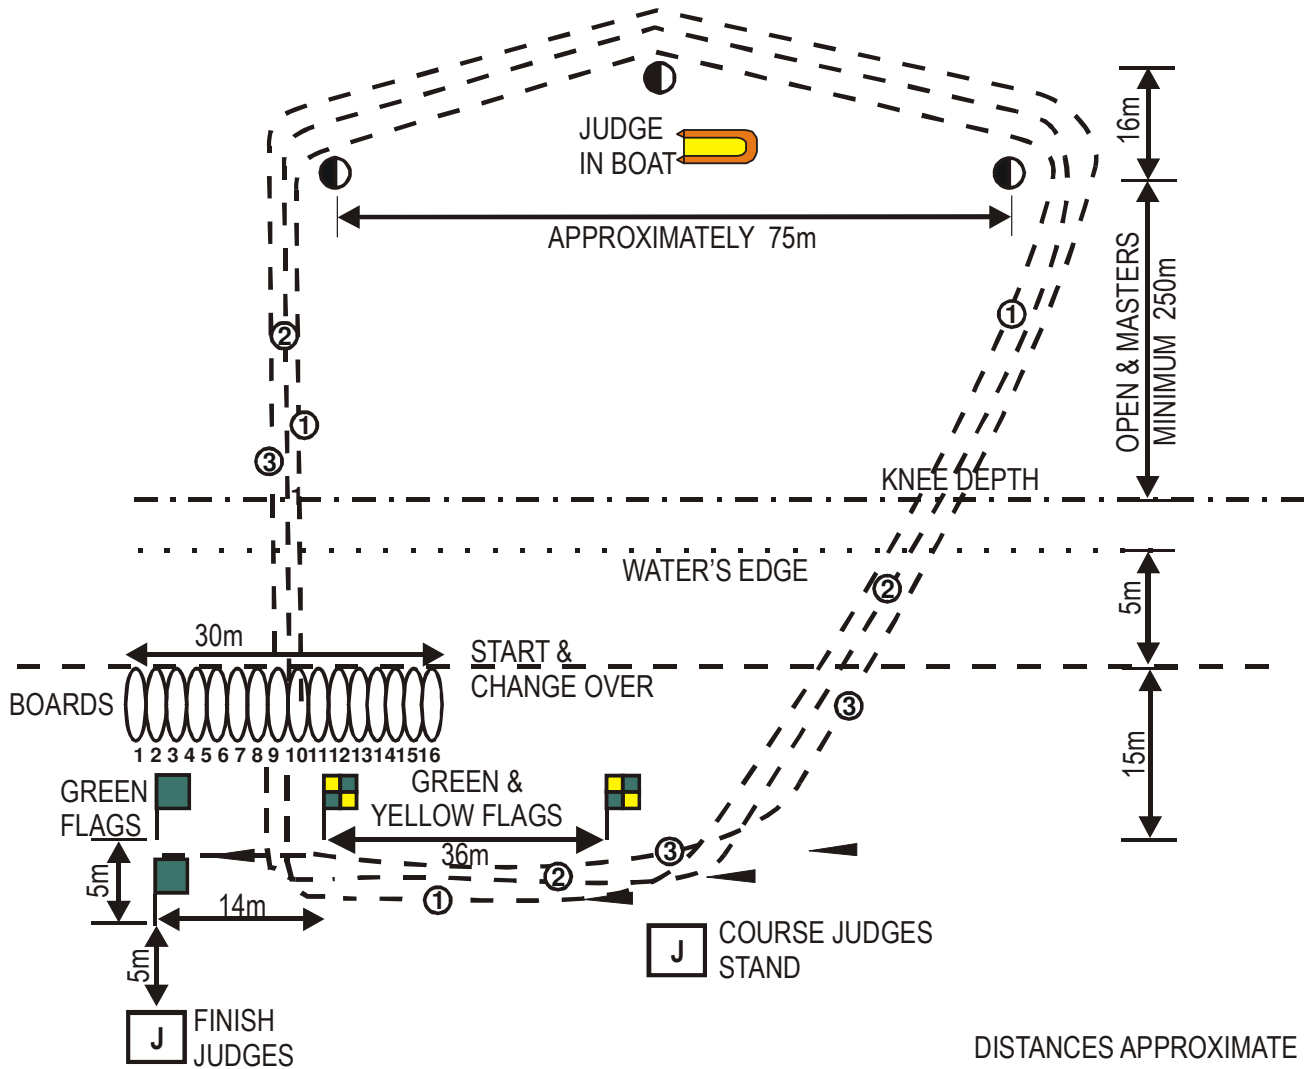 16m
JUDGE
IN BOAT
APPROXIMATELY 75m
OPEN & MASTERS
MINIMUM 250m
1
2
1
3
KNEE DEPTH
1
WATER'S EDGE
2
5m
30m
START &
CHANGE OVER
BOARDS
3
1 2 3 4 5 6 7 8 9 10 11 12 13 14 15 16
15m
GREEN
FLAGS
GREEN &
YELLOW FLAGS
36m
3
5m
2
14m
1
J
COURSE JUDGES
STAND
5m
J
FINISH
JUDGES
DISTANCES APPROXIMATE